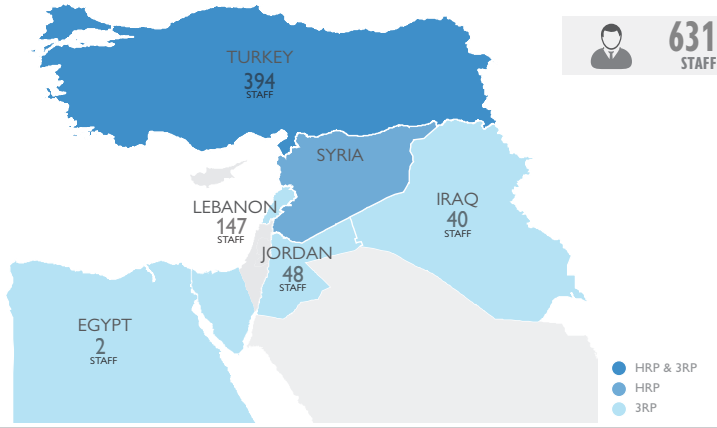 631
STAFF
TURKEY
394
STAFF
SYRIA
LEBANON
147
STAFF
IRAQ
40
STAFF
JORDAN
48
STAFF
EGYPT
2
STAFF
HRP & 3RP
HRP
3RP